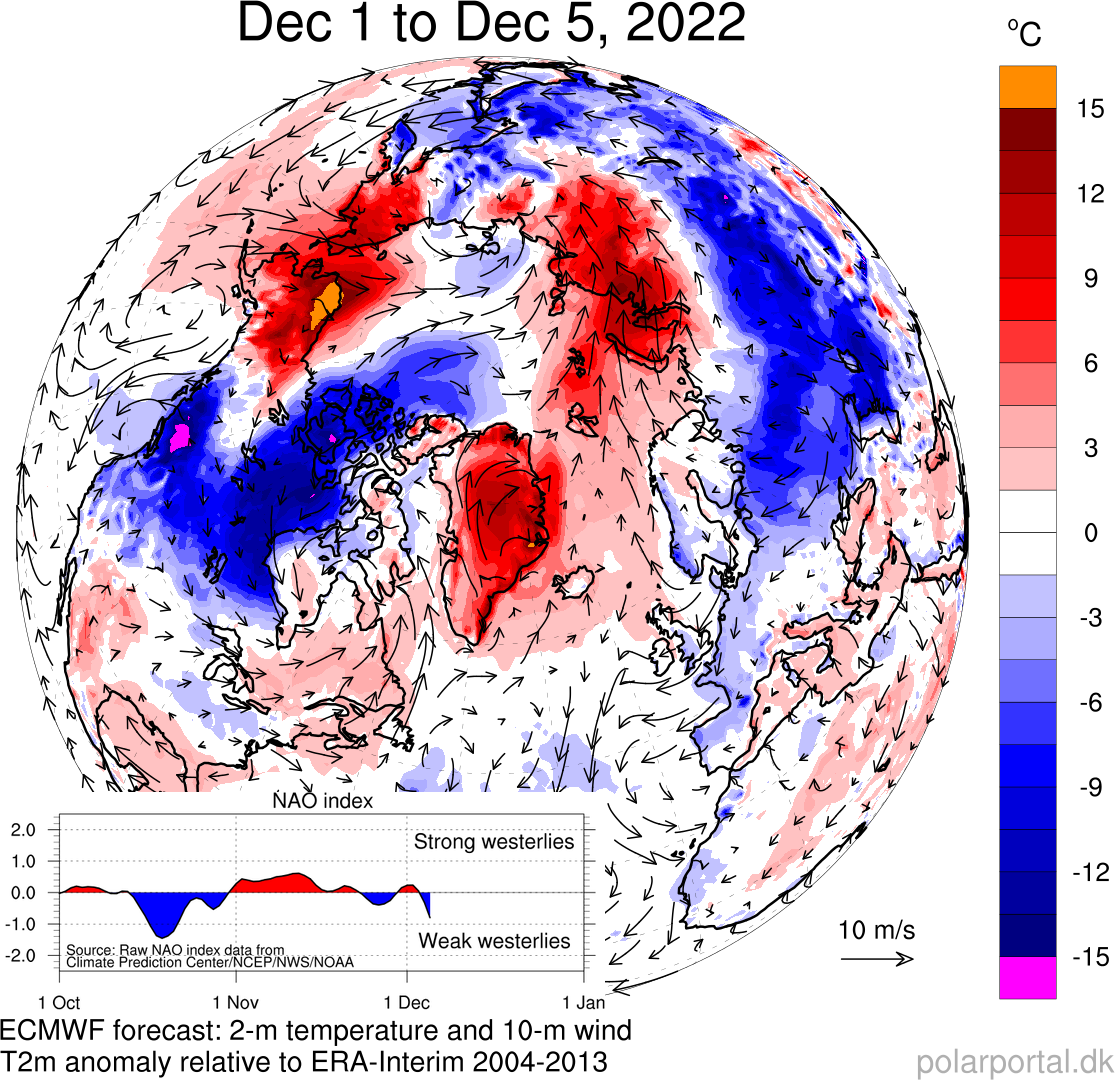 Dec 1 to Dec 5, 2022
°C
15
12
9
6
3
0
-3
-6
-9
-12
-15
NAO index
2.0
1.0
0.0
-1.0
-2.0
Strong westerlies
Weak westerlies
Source: Raw NAO index data from
Climate Prediction Center/NCEP/NWS/NOAA
1 Oct
1 Nov
1 Dec
1 Jan
10 m/s
ECMWF forecast: 2-m temperature and 10-m wind
T2m anomaly relative to ERA-Interim 2004-2013
polarportal.dk